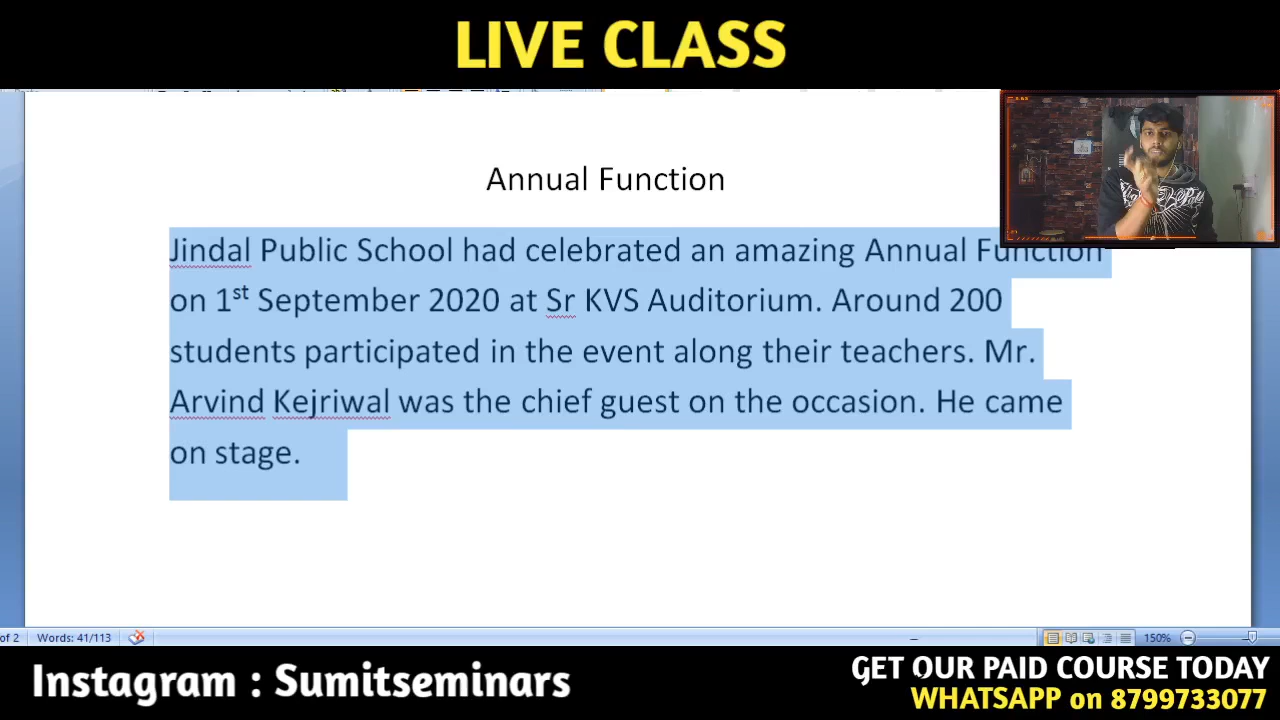 LIVE CLASS
Annual Function
Jindal Public School had celebrated an amazing Annual Function
on 1st September 2020 at Sr KVS Auditorium. Around 200
students participated in the event along their teachers. Mr.
Arvind Kejriwal was the chief guest on the occasion. He came
on stage.
of 2 Words: 41/113 150%
Instagram : Sumitseminars
GET OUR PAID COURSE TODAY
WHATSAPP on 8799733077